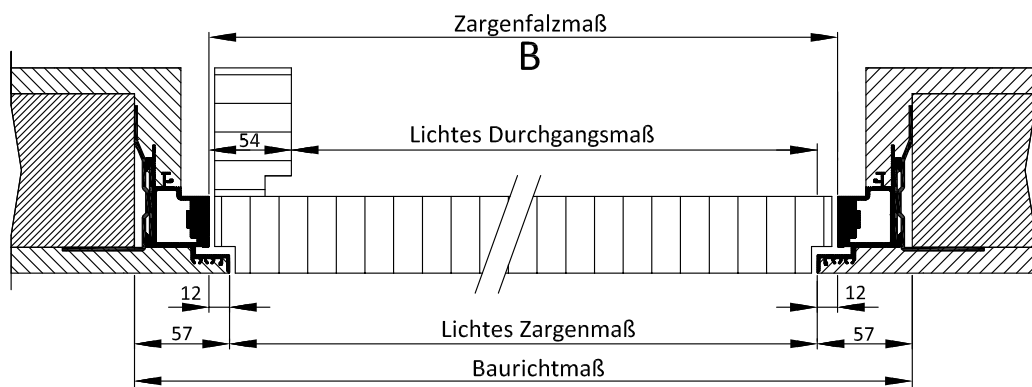 Zargenfalzmaß
B
54
Lichtes Durchgangsmaß
12
12
57
Lichtes Zargenmaß
57
Baurichtmaß